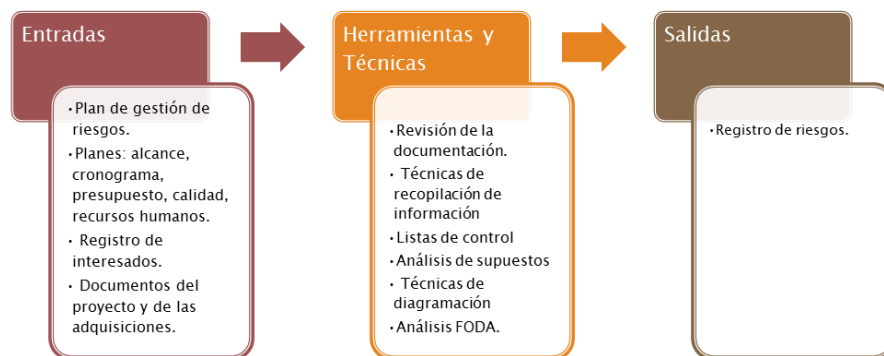 Entradas
•Plan de gestión de
riesgos.
•Planes: alcance,
cronograma,
presupuesto, calidad,
recursos humanos.
• Registro de
interesados.
• Documentos del
proyecto y de las
adquisiciones.
Herramientas y
Técnicas
•Revisión de la
documentación.
• Técnicas de
recopilación de
información
•Listas de control
•Análisis de supuestos
• Técnicas de
diagramación
•Análisis FODA.
Salidas
•Registro de riesgos.